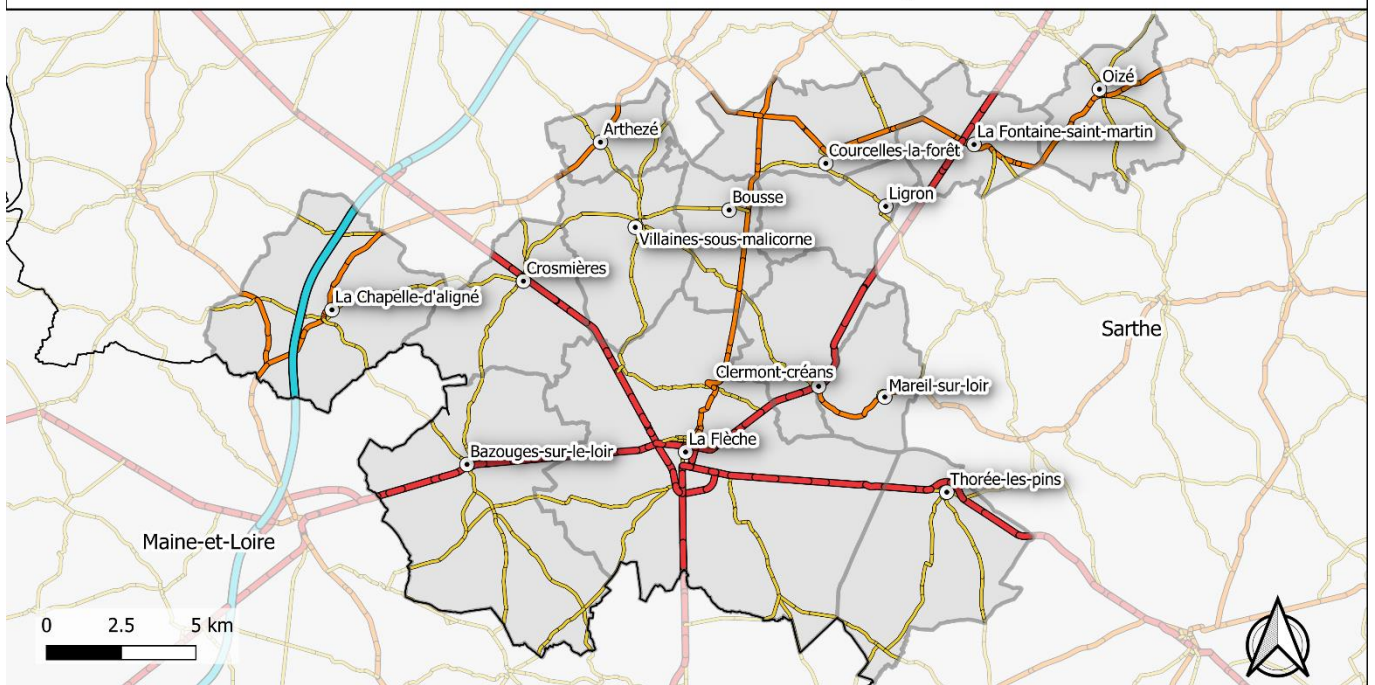 Oizé
Arthezé
La Fontaine-saint-martin
Courcelles-la-forêt
Bousse
Ligron
Villaines-sous-malicorne
Crosmières
La Chapelle-d'aligné
Sarthe
Clermont-créans
Mareil-sur-loir
La Flèche
Bazouges-sur-le-loir
Thorée-les-pins
Maine-et-Loire
0 2.5 5 km